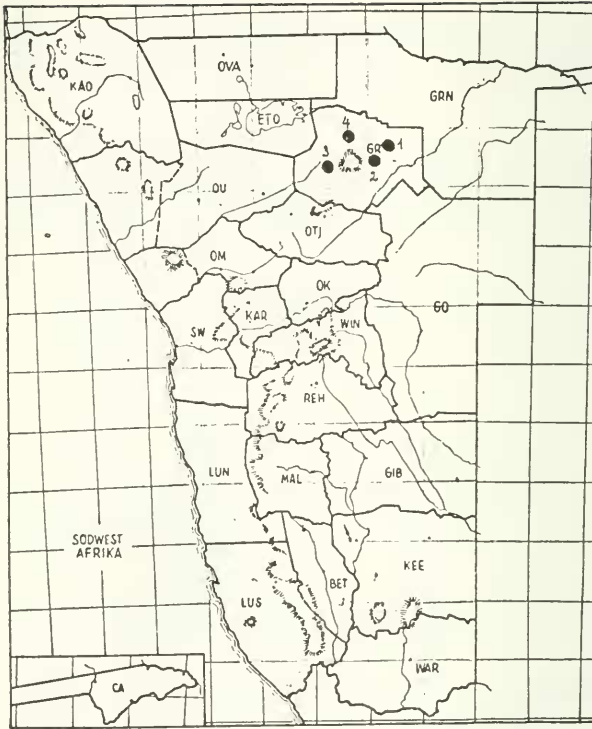 OVA
KAO
GRN
ETO
4
GR
1
3
2
OU
OTJ
OM
OK
GO
SW
KAR
WIN
REH
LUN
MAL
GIB
SÜDWEST
AFRIKA
BET
KEE
LUS
WAR
CA